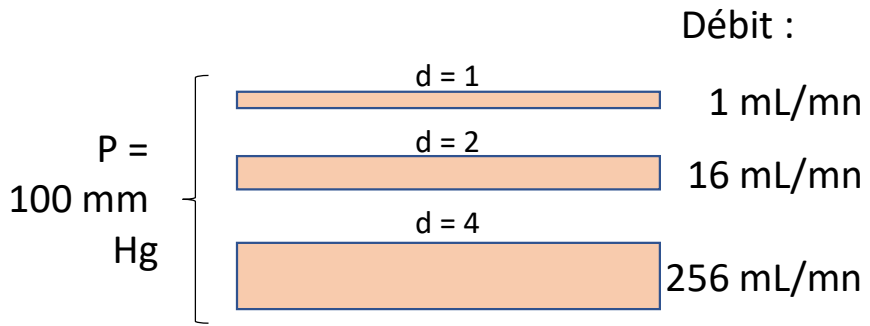 Débit :
d = 1
1 mL/mn
P =
100 mm
Hg
d = 2
16 mL/mn
d = 4
256 mL/mn